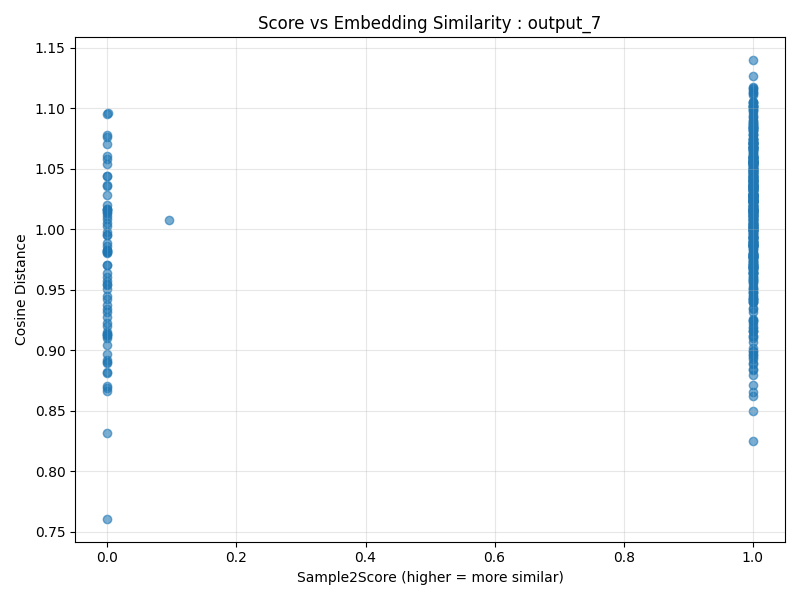 Score vs Embedding Similarity : output_7
1.15
1.10
1.05
1.00
0.95
0.90
0.85
0.80
0.75
Cosine Distance
0.0 0.2 0.4 0.6 0.8 1.0
Sample2Score (higher = more similar)